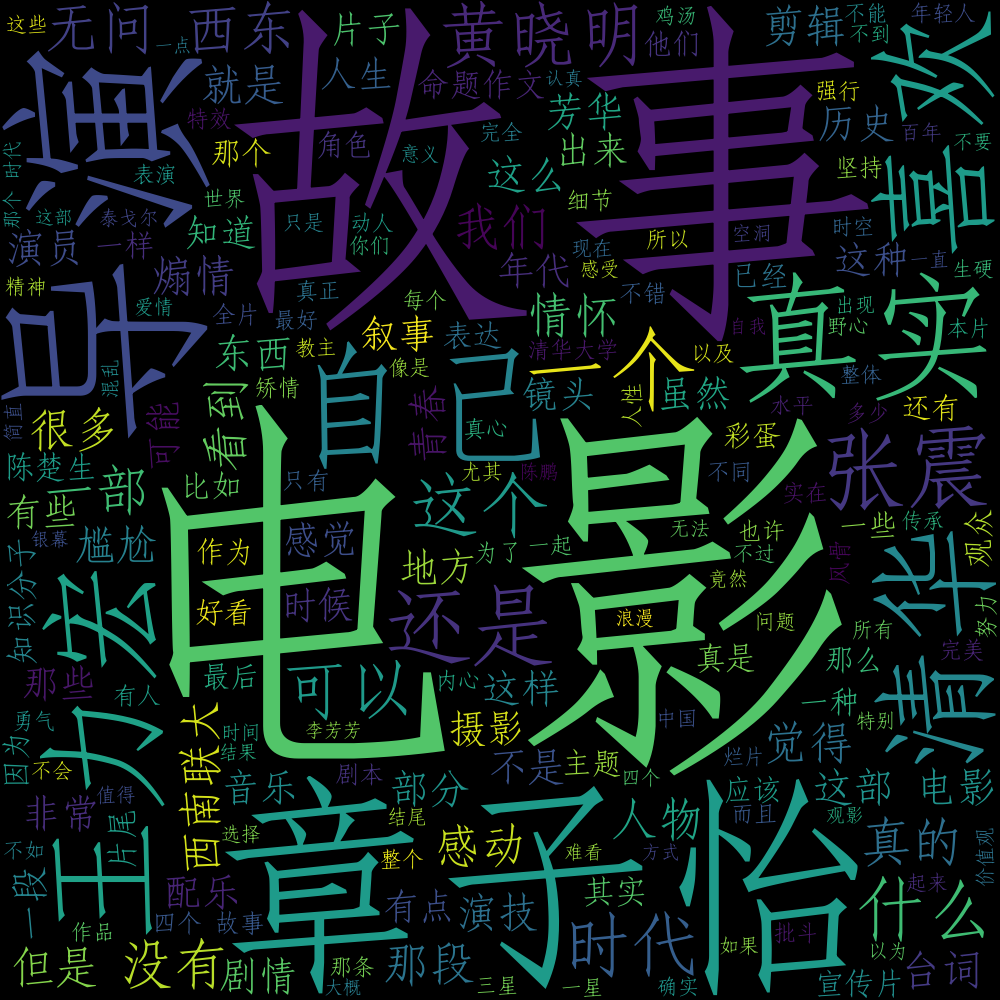 这些
无问 西东
一点
片子
黄晓明
鸡汤
他们
剪辑
不能
不到
年轻人
欢
演
故事
就是
人生
命题作文
认真
强行
特效
那个
角色
完全
意义
芳华
出来
历史
百年
不要
坚持
喜
时代
那个
表演
世界
这么
细节
泰戈尔
这部
知道
只是
动人
你们
我们
现在
所以
空洞
时空
演员
一样
煽情
年代
感受
已经
这种
一直
生硬
精神
爱情
全片
真正
最好
每个
情怀
不错
真实
出现
野心
本片
导
东西
叙事
教主
表达
像是
清华大学
自我
一个
以及
整体
混乱
简直
矫情
自己
镜头
虽然
人性
水平
多少
还有
很多
可能
看到
青春
真心
彩蛋
张震
陈楚生
一部
比如
只有
尤其
陈鹏
不同
实在
有些
银幕
尴尬
这个
无法
也许
一些
传承
观众
作为
感觉
地方
为了
一起
不过
风骨
知识分子
力宏
好看
时候
电影
还是
竟然
浪漫
问题
所有
努力
清华
那些
有人
最后
可以
内心
这样
真是
那么
完美
因为
勇气
西南联大
时间
结果
李芳芳
摄影
中国
一种
特别
不会
值得
音乐
剧本
部分
不是
主题
四个
烂片
觉得
应该
这部
电影
非常
片尾
王
选择
结尾
章子怡
感动
人物
而且
观影
价值观
不如
一段
整个
难看
方式
真的
配乐
有点
演技
其实
时代
什么
起来
作品
四个 故事
批斗
但是
没有
剧情
那条
大概
那段
三星
一星
确实
如果
宣传片
以为
台词